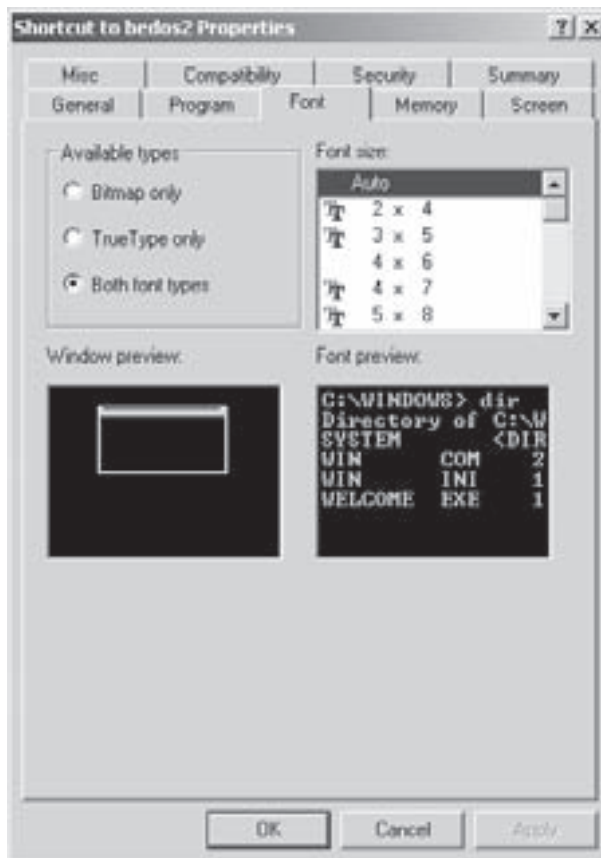 Shortcut to bedos2 Properties
Misc Compatibility Security Summary
General Program Font Memory Screen
Available types
Bitmap only
TrueType only
Both font types
Font size:
Auto
2 x 4
3 x 5
4 x 6
4 x 7
5 x 8
Window preview:
Font preview:
C:\WINDOWS> dir
Directory of C:\W
SYSTEM <DIR
WIN COM 2
WIN INI 1
WELCOME EXE 1
OK Cancel Apply